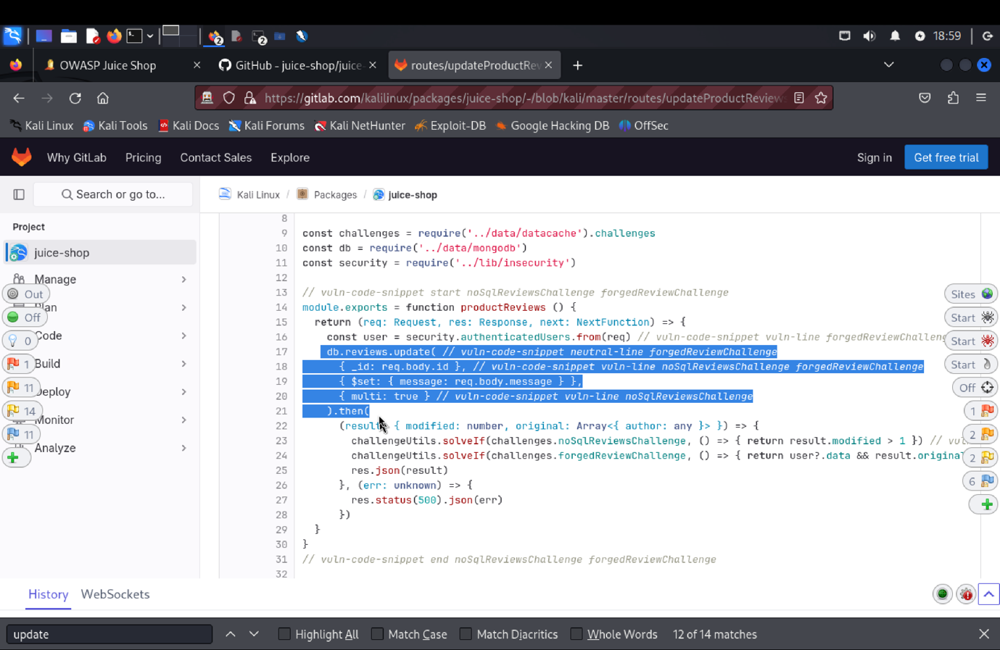 18:59
OWASP Juice Shop
GitHub - juice-shop/juice-
routes/updateProductRev
https://gitlab.com/kalilinux/packages/juice-shop/-/blob/kali/master/routes/updateProductReviews
Kali Linux Kali Tools Kali Docs Kali Forums Kali NetHunter Exploit-DB Google Hacking DB OffSec
Why GitLab Pricing Contact Sales Explore Sign in Get free trial
Search or go to... Kali Linux / Packages / juice-shop
Project
juice-shop
Manage
Out
Plan
Off
0 Code
1 Build
11 Deploy
14 Monitor
11 Analyze
8
9 const challenges = require('../data/datacache').challenges
10 const db = require('../data/mongodb')
11 const security = require('../lib/insecurity')
12
13 // vuln-code-snippet start noSqlReviewsChallenge forgedReviewChallenge
14 module.exports = function productReviews () {
15 return (req: Request, res: Response, next: NextFunction) => {
16 const user = security.authenticatedUsers.from(req) // vuln-code-snippet vuln-line forgedReviewChalleng
17 db.reviews.update( // vuln-code-snippet neutral-line forgedReviewChallenge
18 { _id: req.body.id }, // vuln-code-snippet vuln-line noSqlReviewsChallenge forgedReviewChallenge
19 { $set: { message: req.body.message } },
20 { multi: true } // vuln-code-snippet vuln-line noSqlReviewsChallenge
21 ).then(
22 (result: { modified: number, original: Array<{ author: any }> }) => {
23 challengeUtils.solveIf(challenges.noSqlReviewsChallenge, () => { return result.modified > 1 }) // vul
24 challengeUtils.solveIf(challenges.forgedReviewChallenge, () => { return user?.data && result.original
25 res.json(result)
26 }, (err: unknown) => {
27 res.status(500).json(err)
28 })
29 }
30 }
31 // vuln-code-snippet end noSqlReviewsChallenge forgedReviewChallenge
32
Sites
Start
Start
Start
Off
1
2
2
6
History WebSockets
update Highlight All Match Case Match Diacritics Whole Words 12 of 14 matches